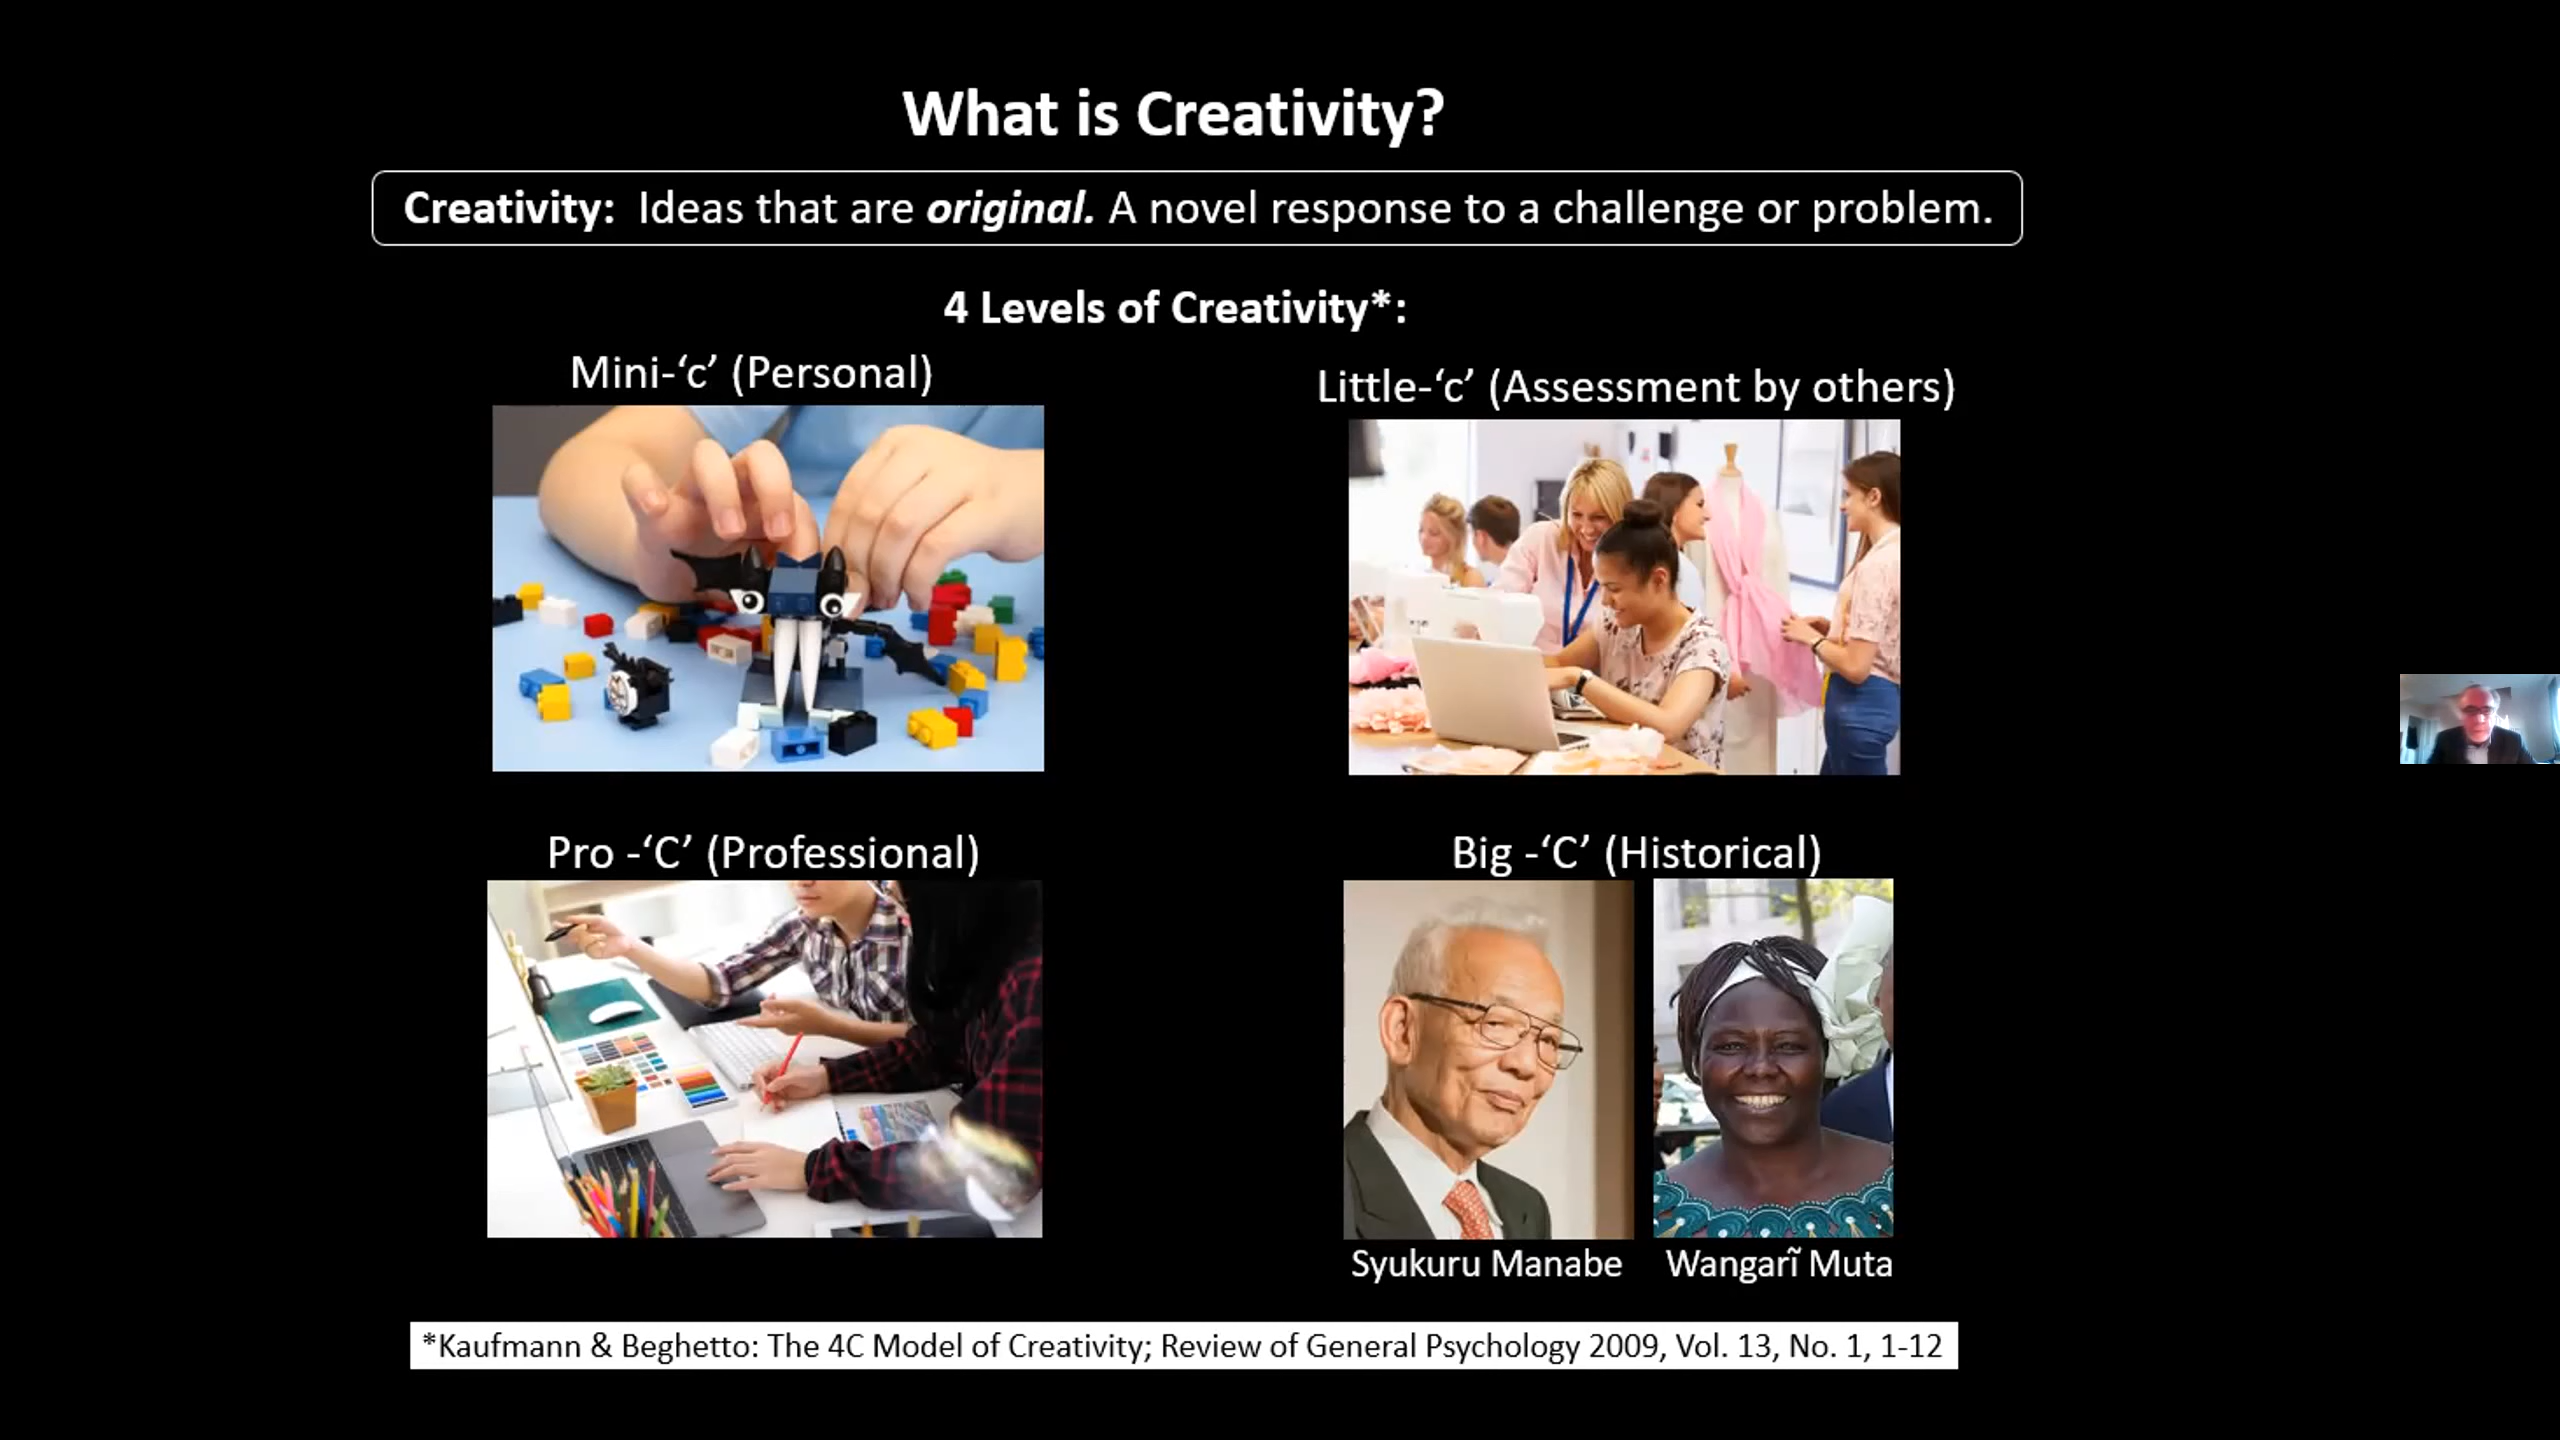 What is Creativity?
Creativity:  Ideas that are original. A novel response to a challenge or problem.
4 Levels of Creativity*:
Mini-‘c’ (Personal)
Little-‘c’ (Assessment by others)
Pro -‘C’ (Professional)
Big -‘C’ (Historical)
Syukuru Manabe
Wangarĩ Muta
*Kaufmann & Beghetto: The 4C Model of Creativity; Review of General Psychology 2009, Vol. 13, No. 1, 1-12